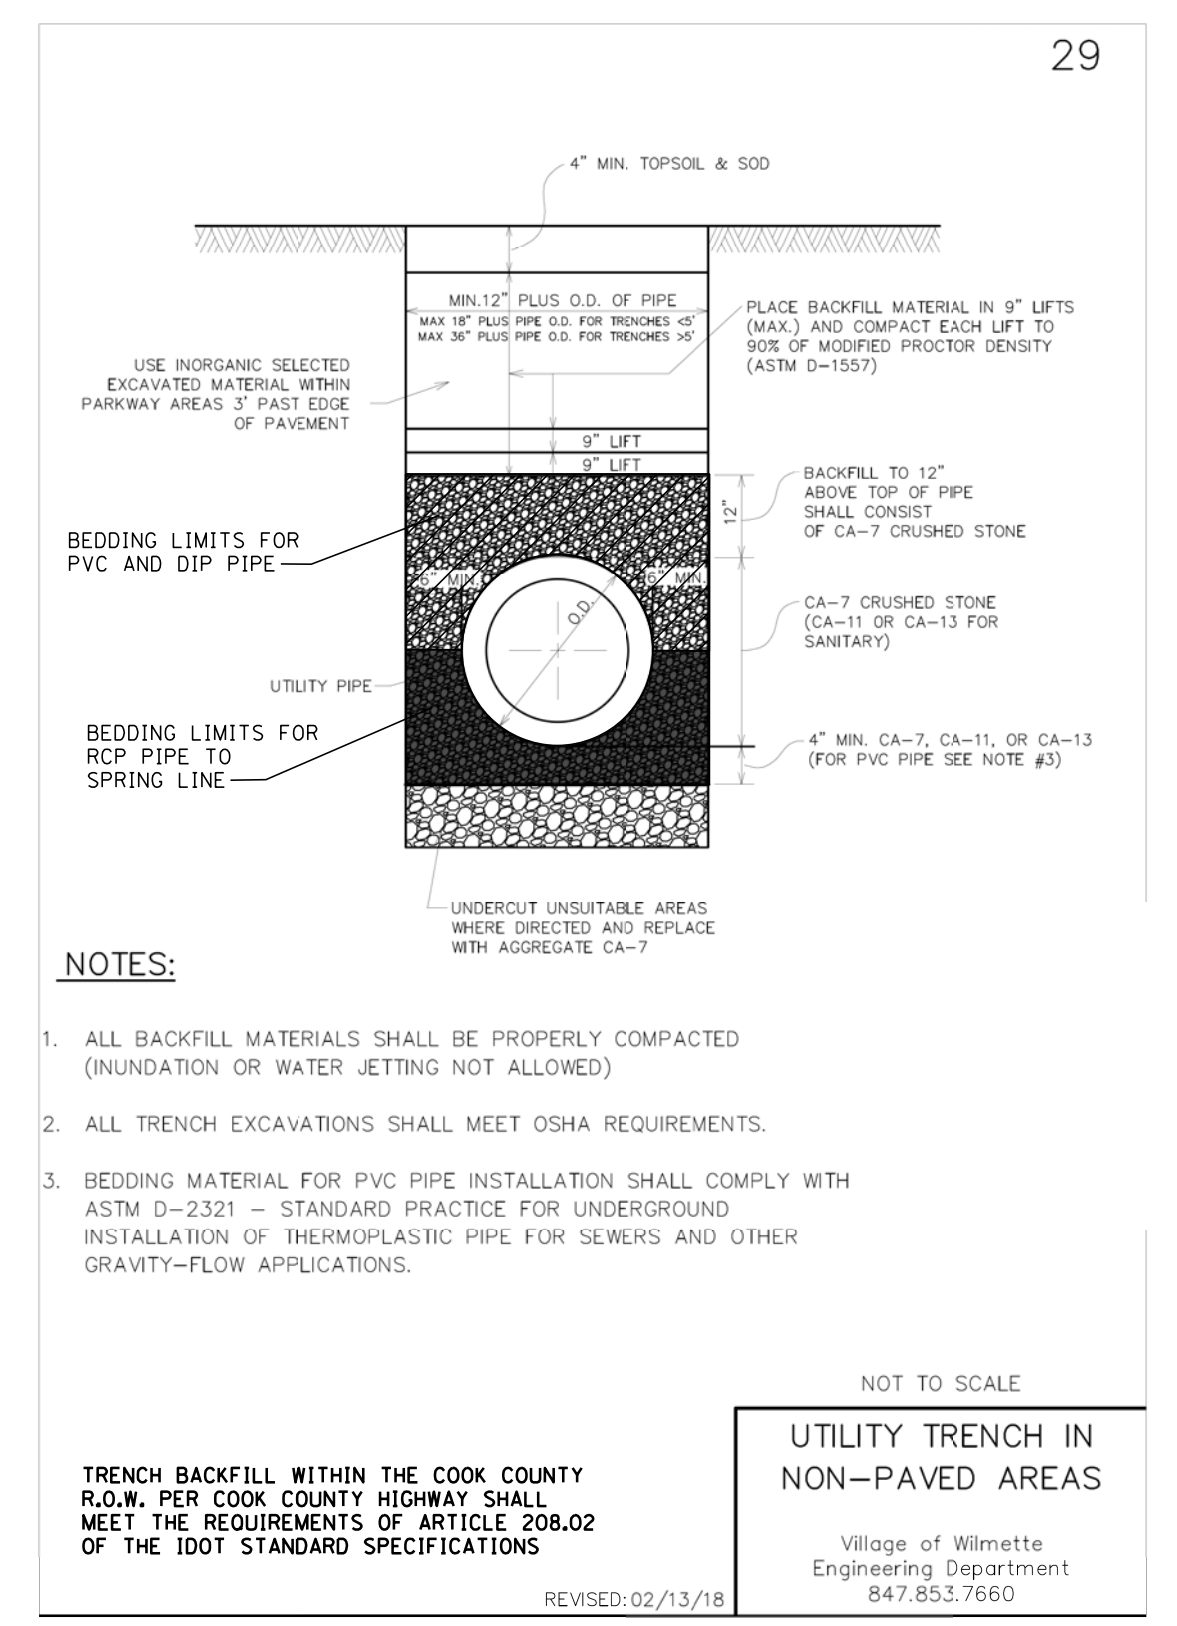 29
4" MIN. TOPSOIL & SOD
MIN.12" PLUS O.D. OF PIPE
MAX 18" PLUS PIPE O.D. FOR TRENCHES <5'
MAX 36" PLUS PIPE O.D. FOR TRENCHES >5'
PLACE BACKFILL MATERIAL IN 9" LIFTS
(MAX.) AND COMPACT EACH LIFT TO
90% OF MODIFIED PROCTOR DENSITY
(ASTM D-1557)
USE INORGANIC SELECTED
EXCAVATED MATERIAL WITHIN
PARKWAY AREAS 3' PAST EDGE
OF PAVEMENT
9" LIFT
9" LIFT
BACKFILL TO 12"
ABOVE TOP OF PIPE
SHALL CONSIST
OF CA-7 CRUSHED STONE
12"
BEDDING LIMITS FOR
PVC AND DIP PIPE
6" MIN.
6" MIN.
O.D.
CA-7 CRUSHED STONE
(CA-11 OR CA-13 FOR
SANITARY)
UTILITY PIPE
BEDDING LIMITS FOR
RCP PIPE TO
SPRING LINE
4" MIN. CA-7, CA-11, OR CA-13
(FOR PVC PIPE SEE NOTE #3)
UNDERCUT UNSUITABLE AREAS
WHERE DIRECTED AND REPLACE
WITH AGGREGATE CA-7
NOTES:
1. ALL BACKFILL MATERIALS SHALL BE PROPERLY COMPACTED
(INUNDATION OR WATER JETTING NOT ALLOWED)
2. ALL TRENCH EXCAVATIONS SHALL MEET OSHA REQUIREMENTS.
3. BEDDING MATERIAL FOR PVC PIPE INSTALLATION SHALL COMPLY WITH
ASTM D-2321 - STANDARD PRACTICE FOR UNDERGROUND
INSTALLATION OF THERMOPLASTIC PIPE FOR SEWERS AND OTHER
GRAVITY-FLOW APPLICATIONS.
NOT TO SCALE
UTILITY TRENCH IN
NON-PAVED AREAS
Village of Wilmette
Engineering Department
847.853.7660
TRENCH BACKFILL WITHIN THE COOK COUNTY
R.O.W. PER COOK COUNTY HIGHWAY SHALL
MEET THE REQUIREMENTS OF ARTICLE 208.02
OF THE IDOT STANDARD SPECIFICATIONS
REVISED: 02/13/18